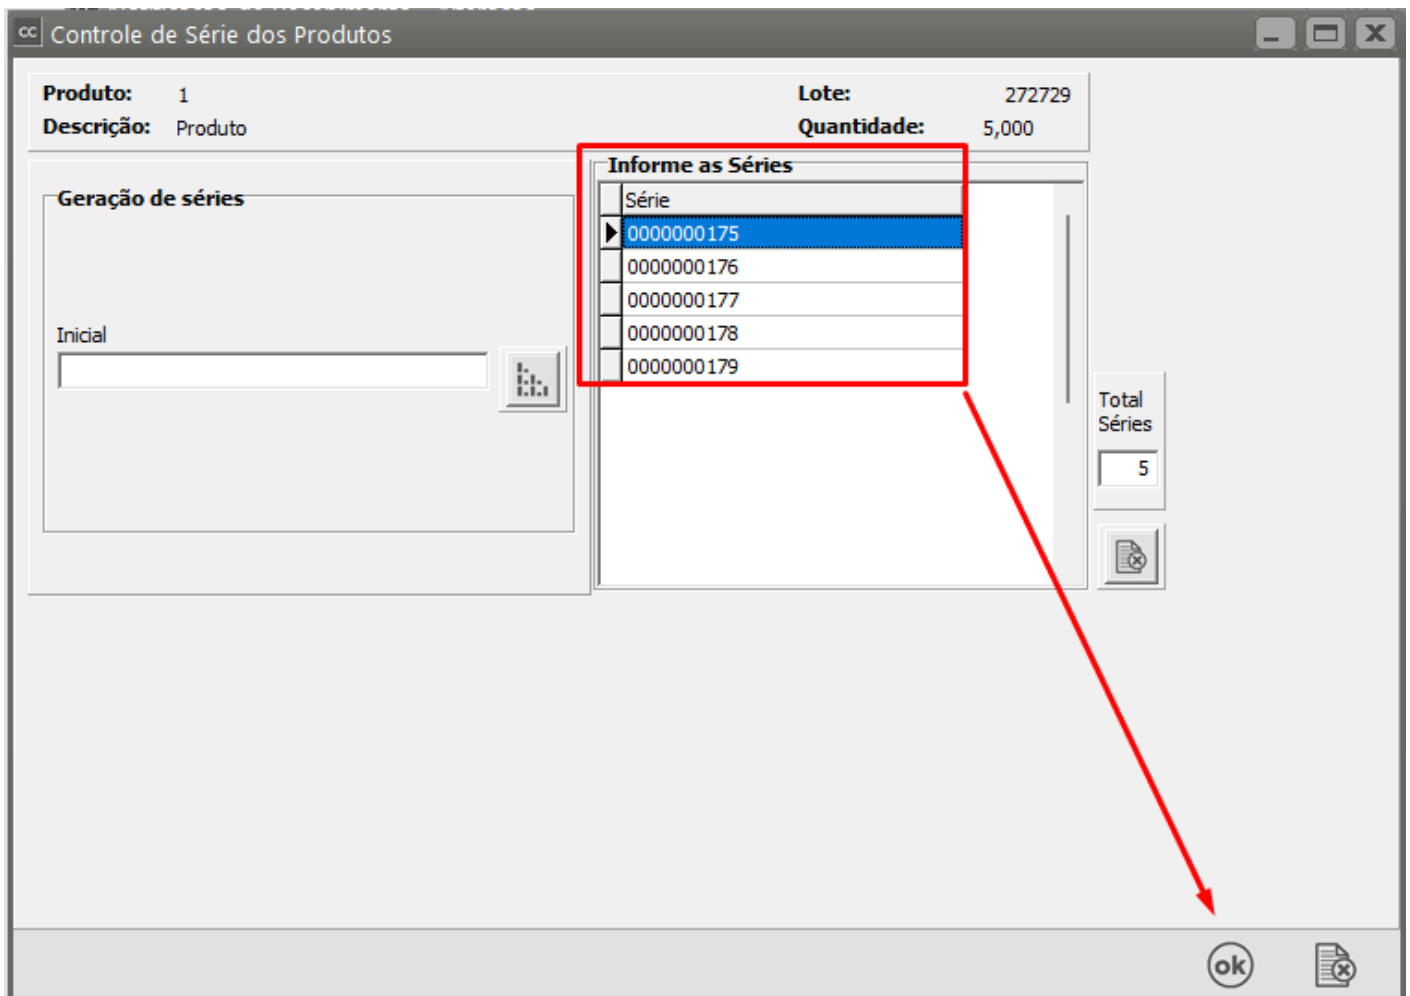 cc Controle de Série dos Produtos
Produto: 1 Lote: 272729
Descrição: Produto Quantidade: 5,000
Informe as Séries
Geração de séries
Série
0000000175
0000000176
0000000177
0000000178
0000000179
Inicial
Total
Séries
5
ok